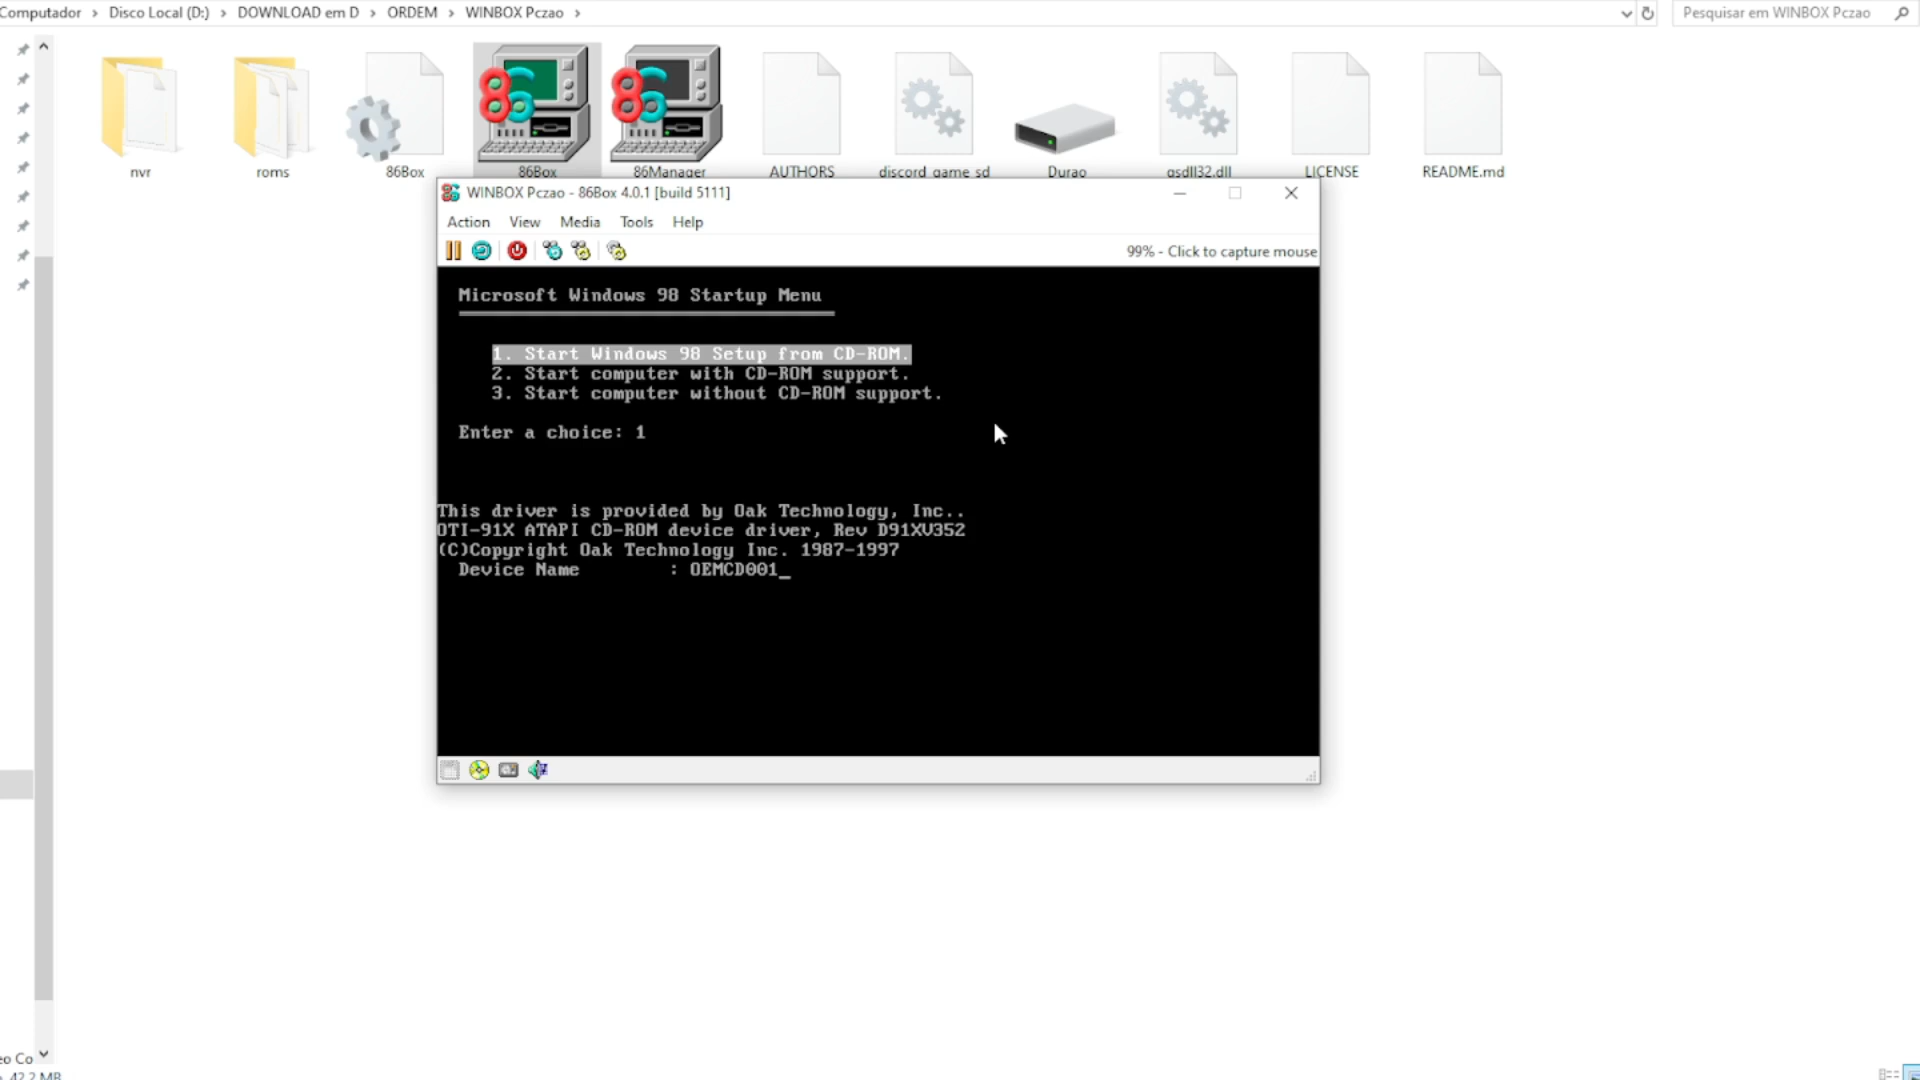 Computador > Disco Local (D:) > DOWNLOAD em D > ORDEM > WINBOX Pczao >
Pesquisar em WINBOX Pczao
nvr
roms
86Box
86Box
86Manager
AUTHORS
discord_game_sd
Durao
gsdll32.dll
LICENSE
README.md
WINBOX Pczao - 86Box 4.0.1 [build 5111]
Action View Media Tools Help
99% - Click to capture mouse
Microsoft Windows 98 Startup Menu
1. Start Windows 98 Setup from CD-ROM.
2. Start computer with CD-ROM support.
3. Start computer without CD-ROM support.
Enter a choice: 1
This driver is provided by Oak Technology, Inc..
OTI-91X ATAPI CD-ROM device driver, Rev D91XV352
(C)Copyright Oak Technology Inc. 1987-1997
Device Name : OEMCD001_
eo Co
42,2 MB